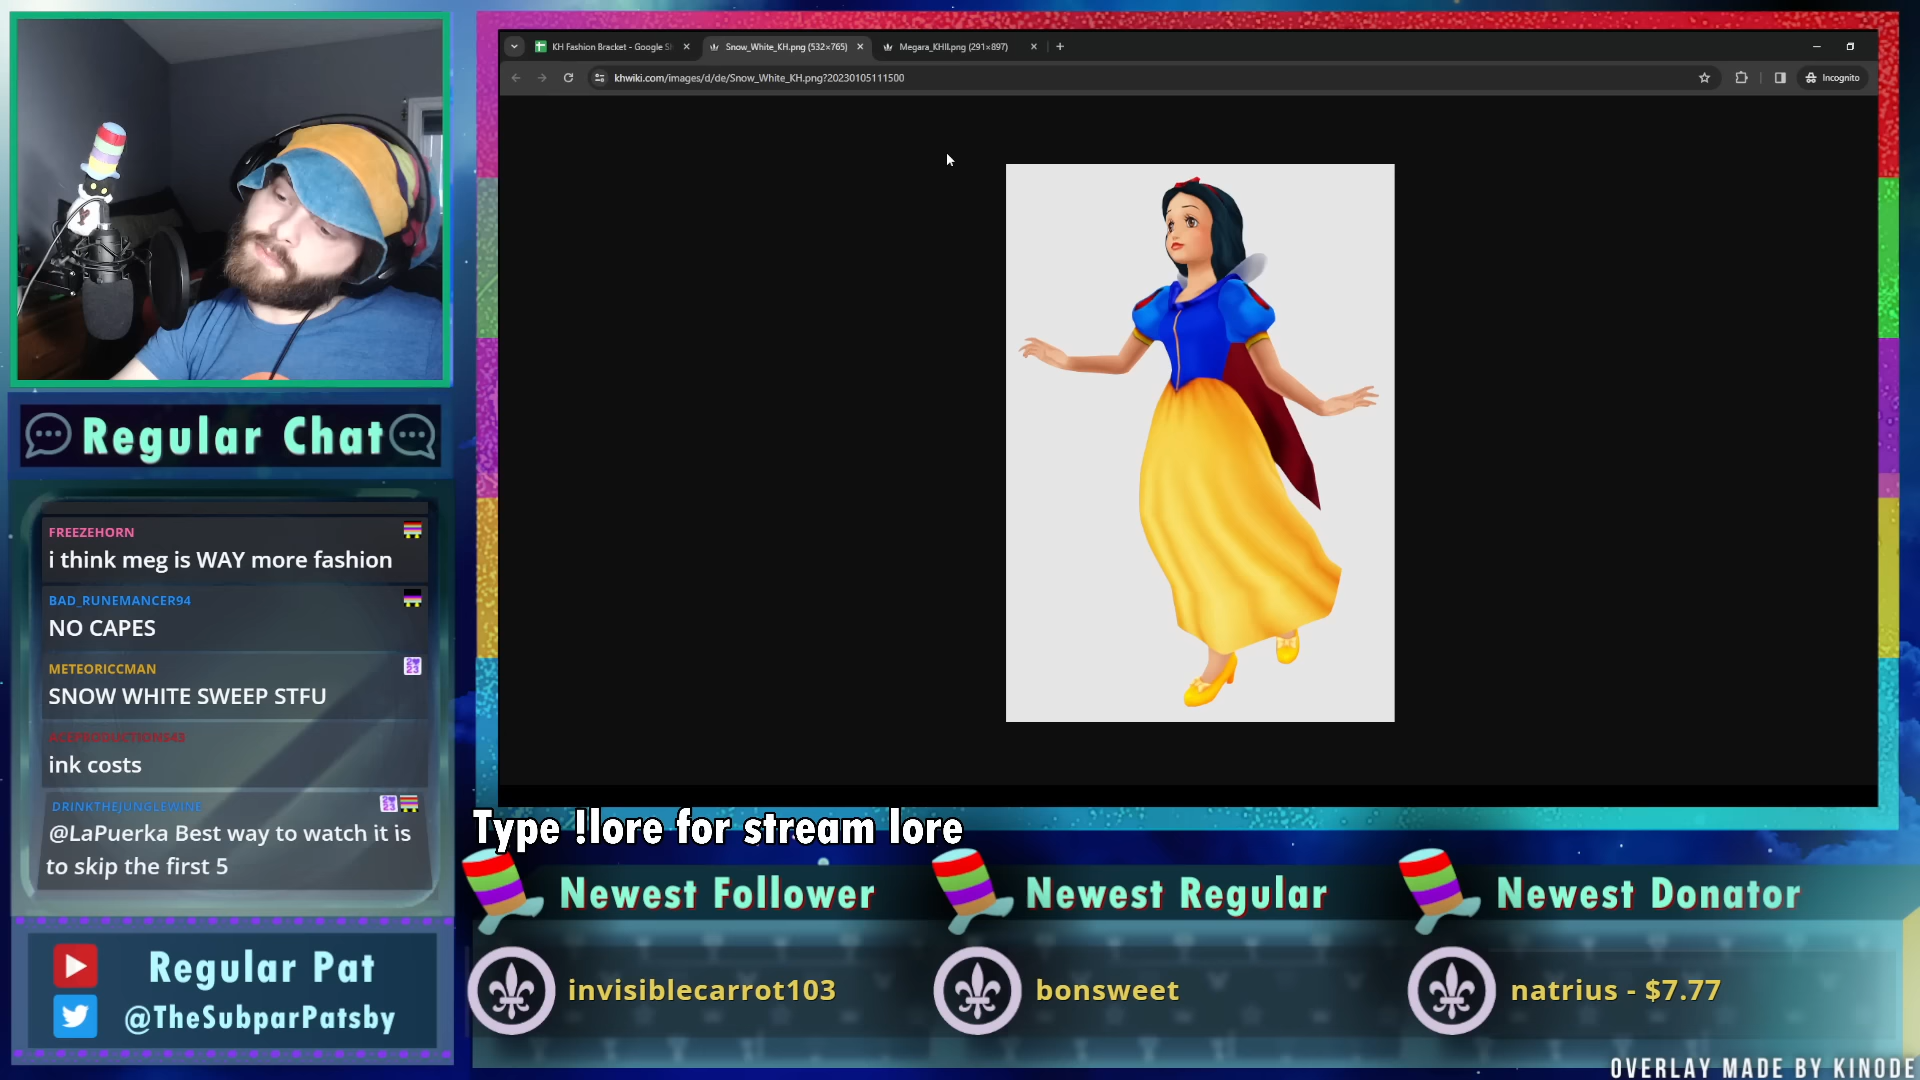 KH Fashion Bracket - Google S
Snow_White_KH.png (532×765)
Megara_KHII.png (291×897)
khwiki.com/images/d/de/Snow_White_KH.png?20230105111500
Incognito
Regular Chat
FREEZEHORN
i think meg is WAY more fashion
BAD_RUNEMANCER94
NO CAPES
METEORICCMAN
SNOW WHITE SWEEP STFU
ink costs
DRINKTHEJUNGLEWINE
@LaPuerka Best way to watch it is
to skip the first 5
Regular Pat
@TheSubparPatsby
Type !lore for stream lore
Newest Follower
invisiblecarrot103
Newest Regular
bonsweet
Newest Donator
natrius - $7.77
OVERLAY MADE BY KINODE